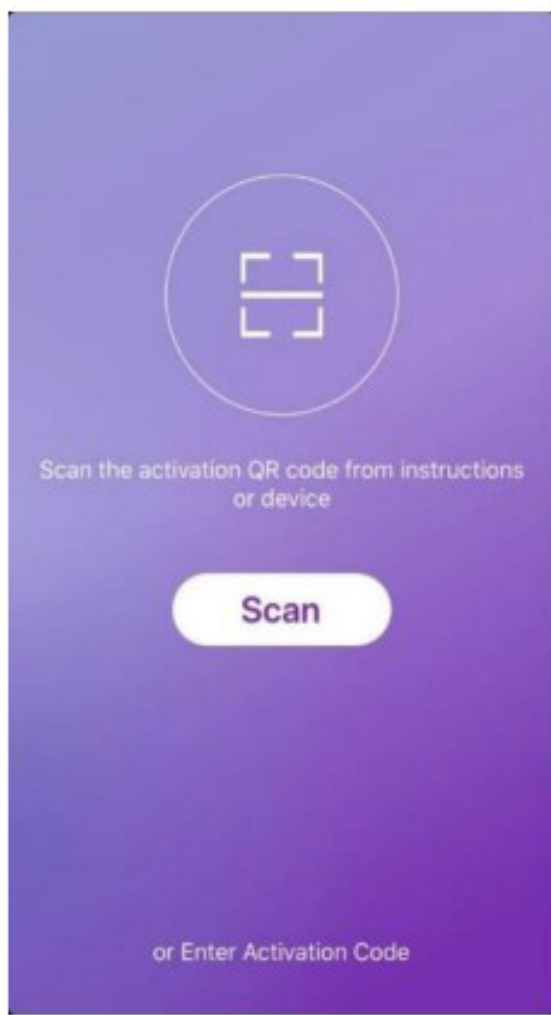 Scan the activation QR code from instructions
or device
Scan
or Enter Activation Code